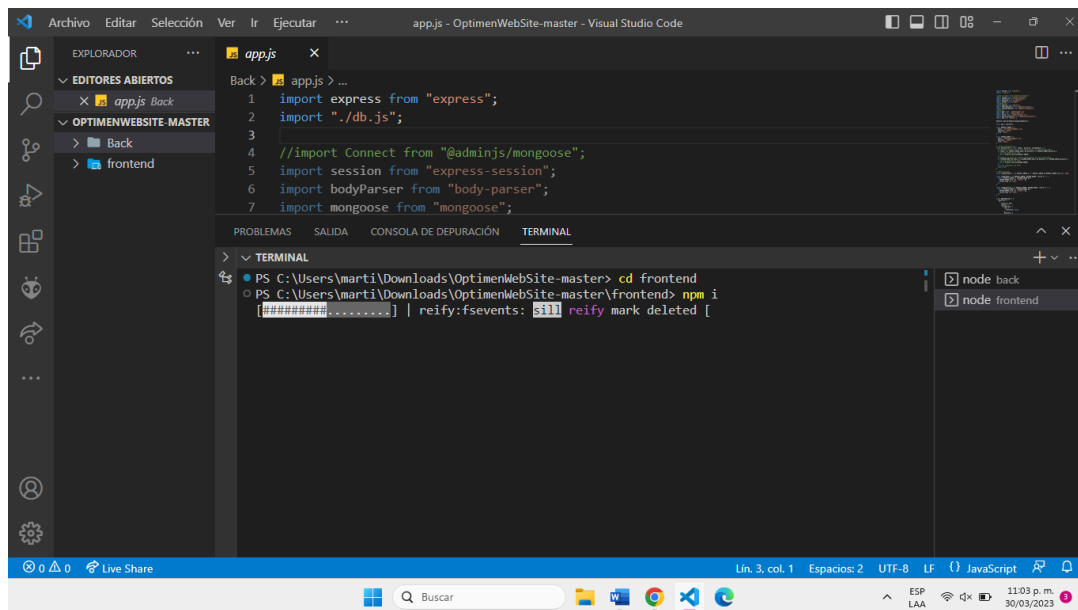 Archivo Editar Selección Ver Ir Ejecutar ··· app.js - OptimenWebSite-master - Visual Studio Code
EXPLORADOR ···
EDITORES ABIERTOS
JS app.js Back
OPTIMENWEBSITE-MASTER
Back
frontend
JS app.js
Back > JS app.js > ...
1 import express from "express";
2 import "./db.js";
3
4 //import Connect from "@adminjs/mongoose";
5 import session from "express-session";
6 import bodyParser from "body-parser";
7 import mongoose from "mongoose";
PROBLEMAS SALIDA CONSOLA DE DEPURACIÓN TERMINAL
TERMINAL
PS C:\Users\marti\Downloads\OptimenWebSite-master> cd frontend
PS C:\Users\marti\Downloads\OptimenWebSite-master\frontend> npm i
[#########.........] | reify:fsevents: sill reify mark deleted [
node back
node frontend
0 0 Live Share Lín. 3, col. 1 Espacios: 2 UTF-8 LF {} JavaScript
Buscar
ESP
LAA
11:03 p. m.
30/03/2023
3